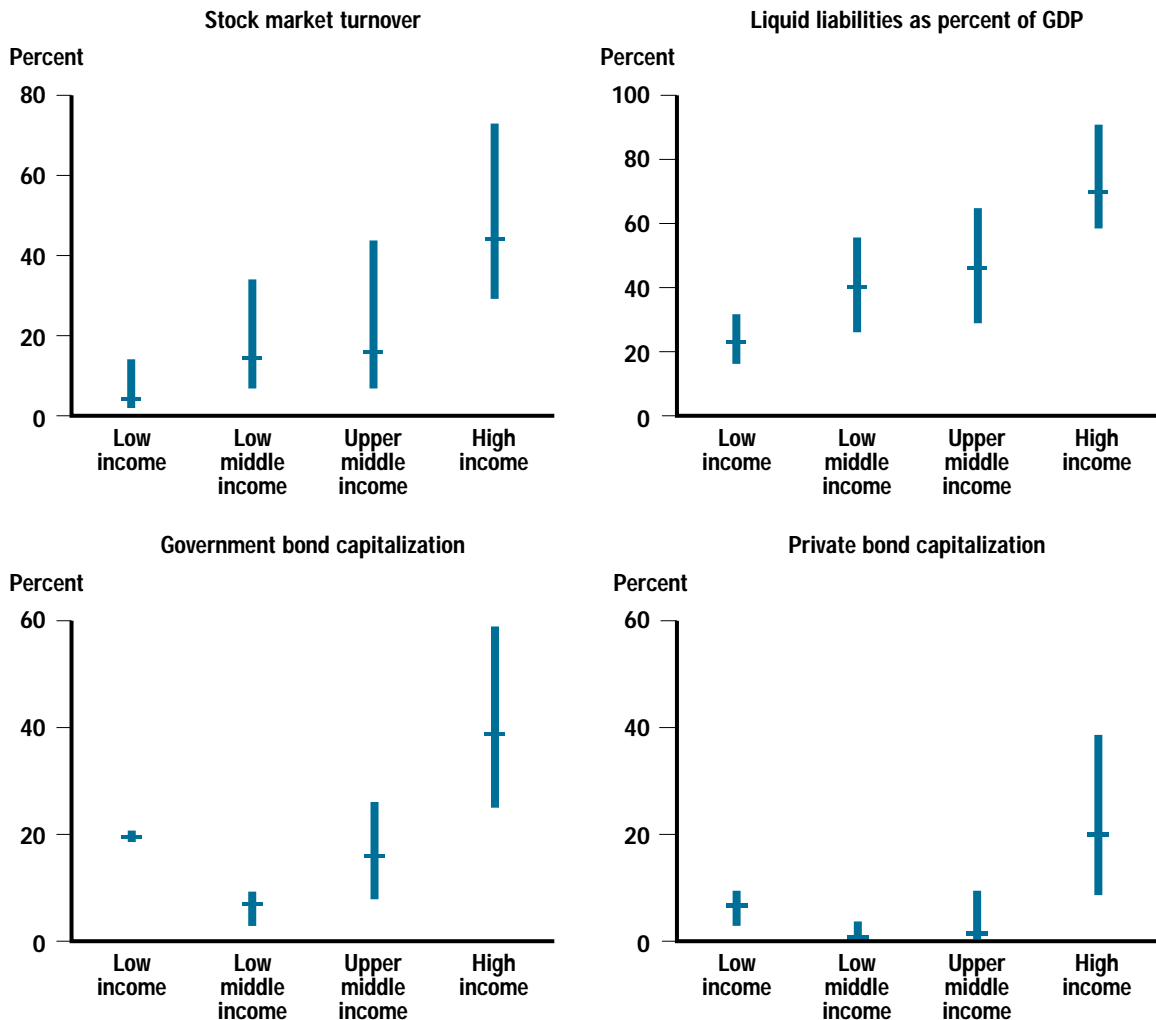 Stock market turnover
Percent
80
60
40
20
0
Low
income
Low
middle
income
Upper
middle
income
High
income
Liquid liabilities as percent of GDP
Percent
100
80
60
40
20
0
Low
income
Low
middle
income
Upper
middle
income
High
income
Government bond capitalization
Percent
60
40
20
0
Low
income
Low
middle
income
Upper
middle
income
High
income
Private bond capitalization
Percent
60
40
20
0
Low
income
Low
middle
income
Upper
middle
income
High
income